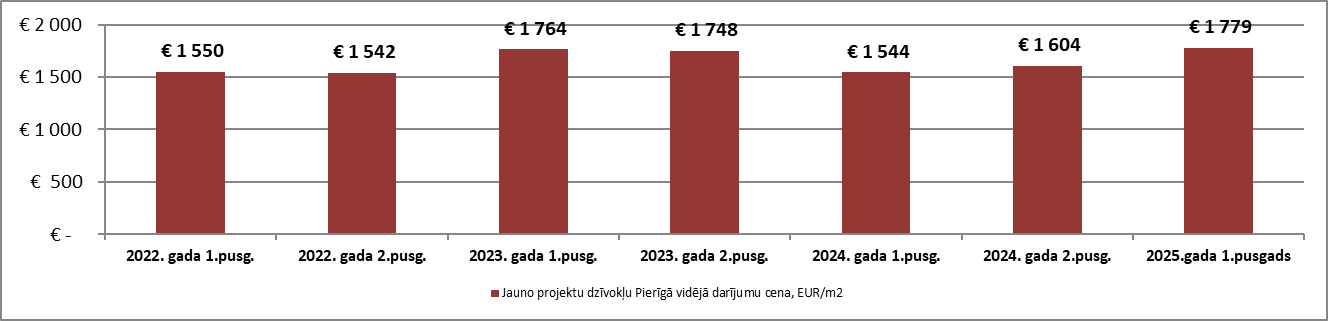 € 2 000
€ 1 500
€ 1 000
€ 500
€ -
€ 1 550
€ 1 542
€ 1 764
€ 1 748
€ 1 544
€ 1 604
€ 1 779
2022. gada 1.pusg.
2022. gada 2.pusg.
2023. gada 1.pusg.
2023. gada 2.pusg.
2024. gada 1.pusg.
2024. gada 2.pusg.
2025.gada 1.pusgads
Jauno projektu dzīvokļu Pierīgā vidējā darījumu cena, EUR/m2